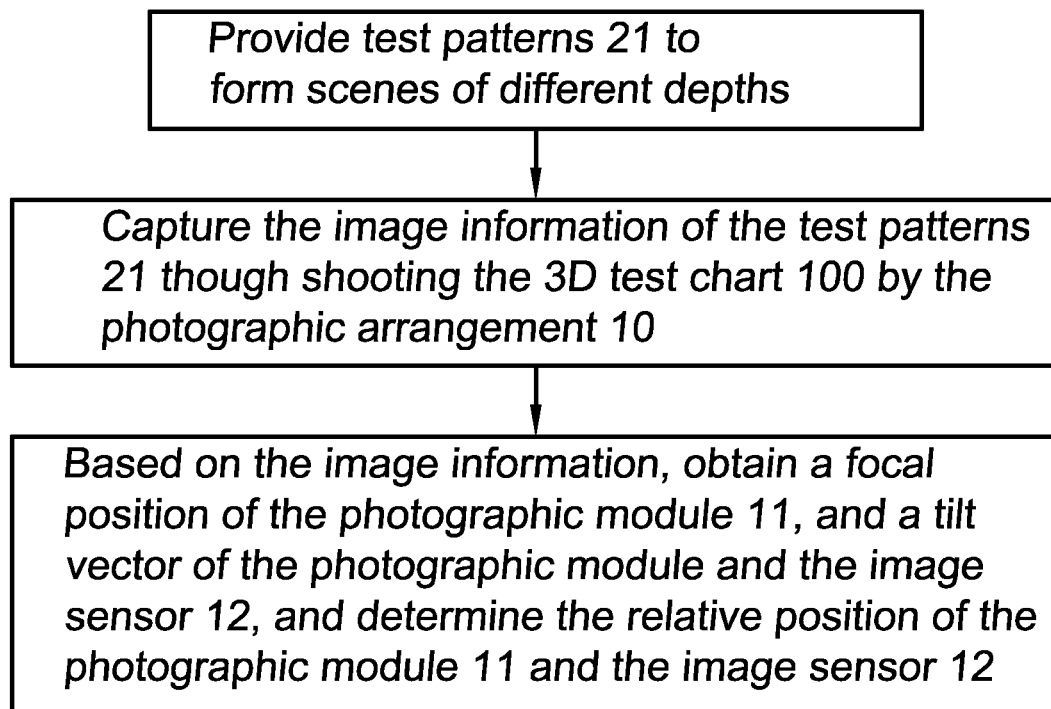 Provide test patterns 21 to
form scenes of different depths
Capture the image information of the test patterns
21 though shooting the 3D test chart 100 by the
photographic arrangement 10
Based on the image information, obtain a focal
position of the photographic module 11, and a tilt
vector of the photographic module and the image
sensor 12, and determine the relative position of the
photographic module 11 and the image sensor 12